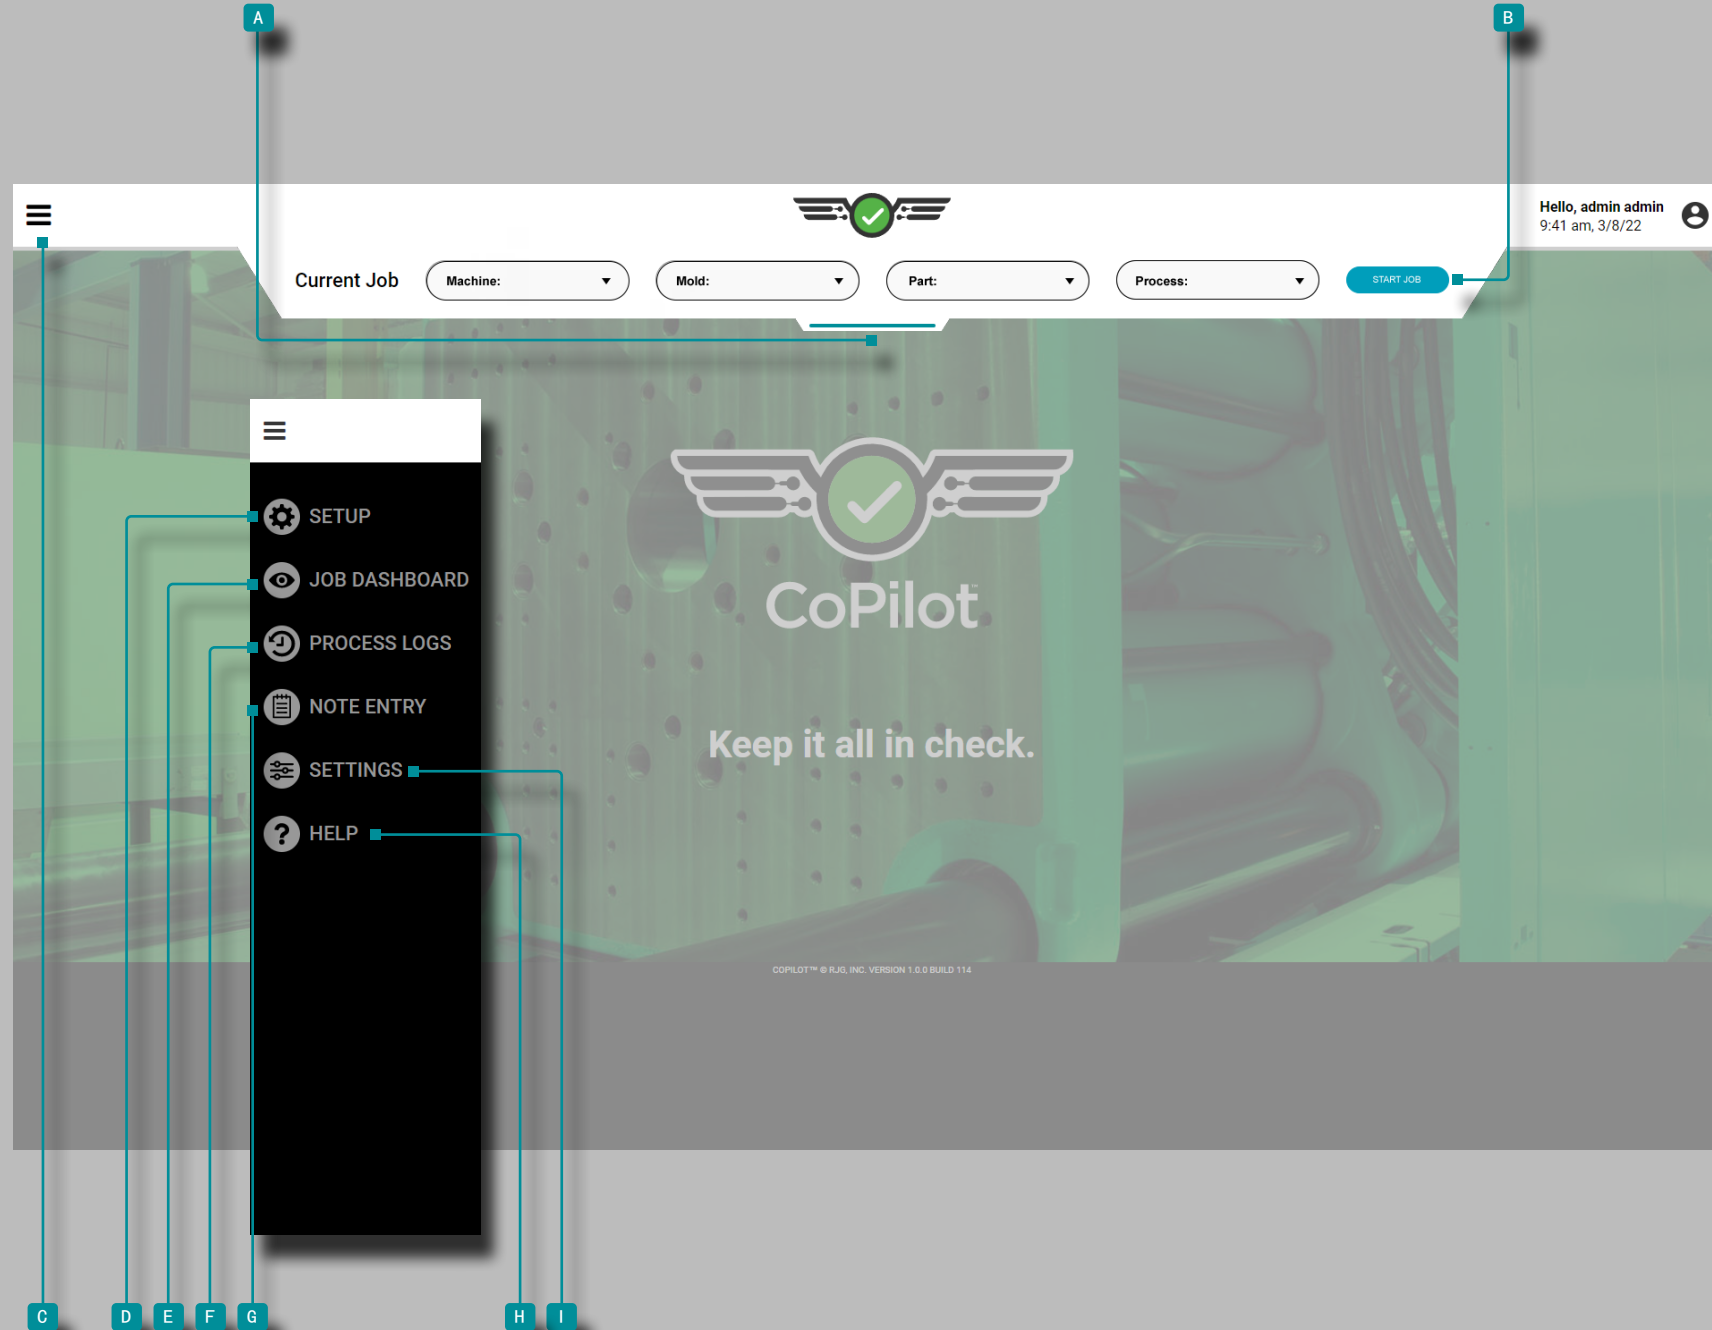 A
B
Hello, admin admin
9:41 am, 3/8/22
Current Job
Machine:
Mold:
Part:
Process:
START JOB
SETUP
JOB DASHBOARD
PROCESS LOGS
NOTE ENTRY
SETTINGS
HELP
CoPilot™
Keep it all in check.
COPILOT™ © RJG, INC. VERSION 1.0.0 BUILD 114
C
D
E
F
G
H
I